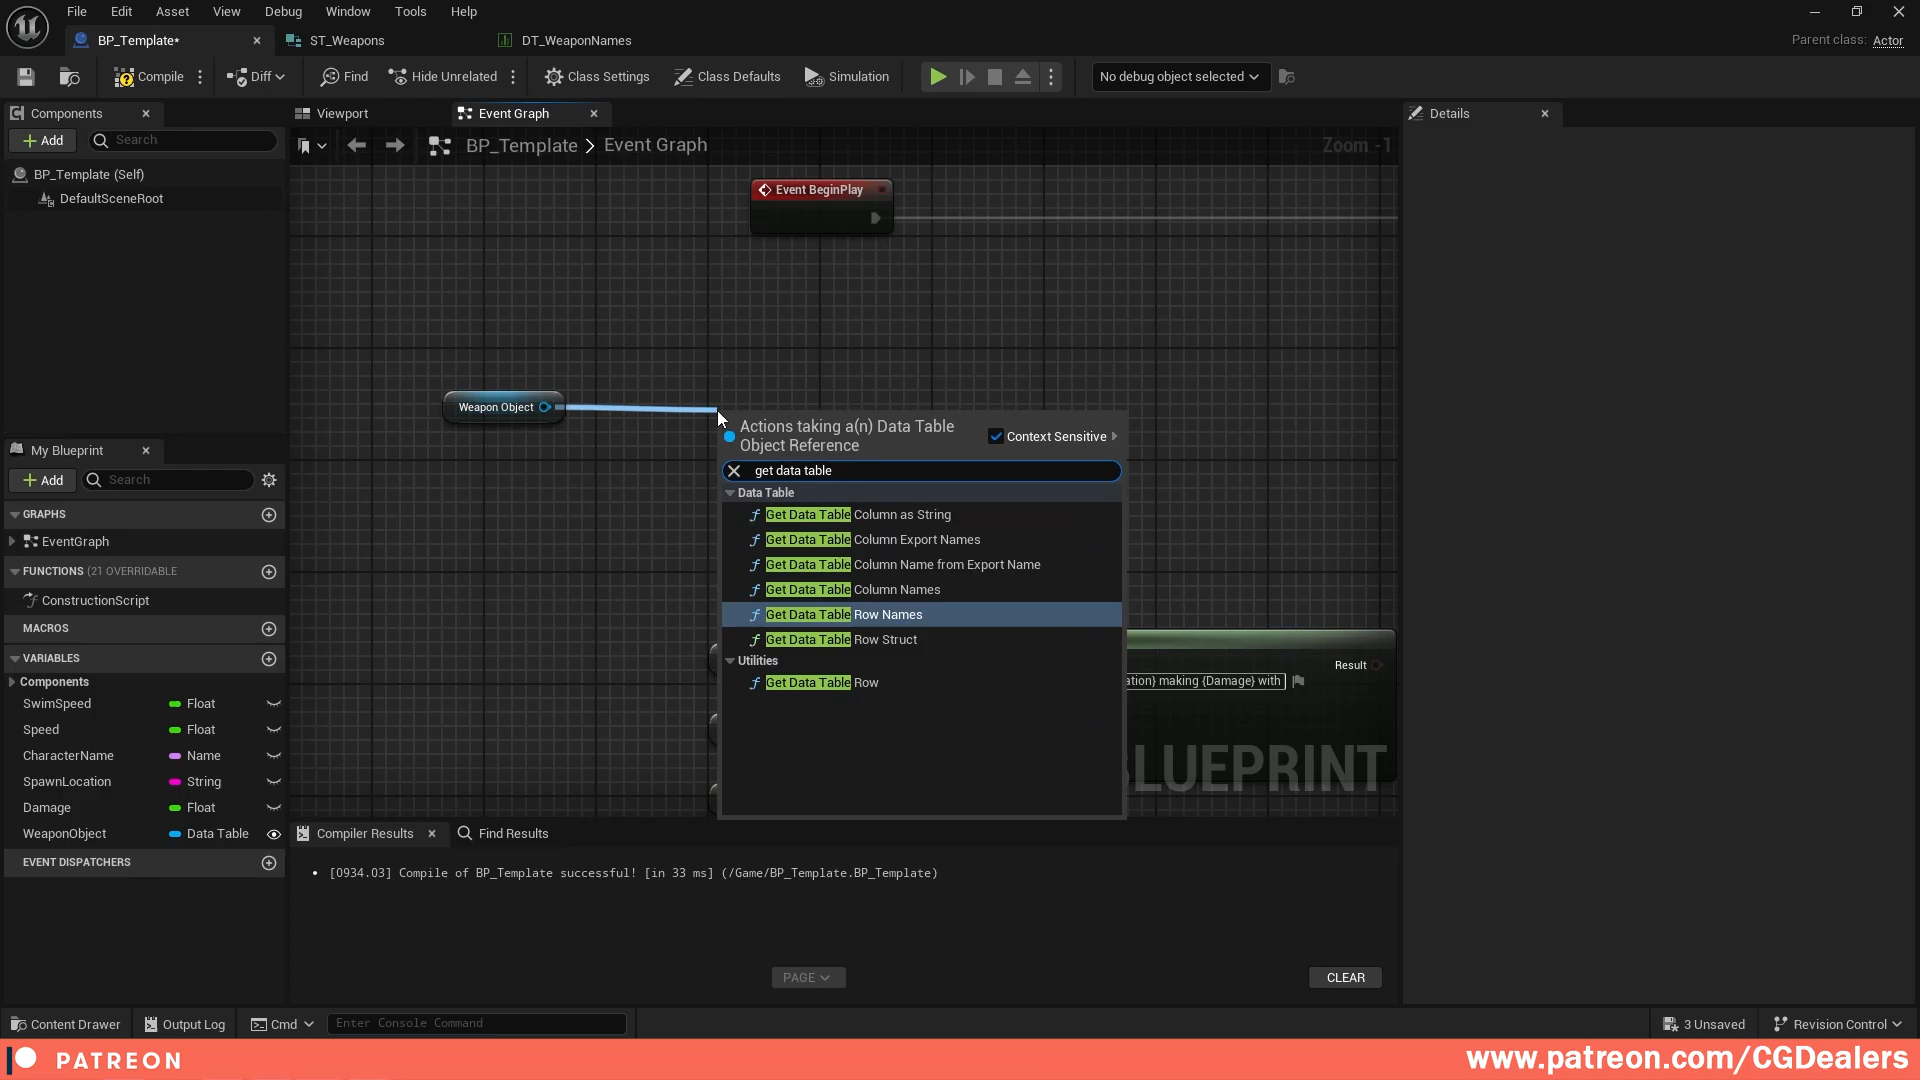 File Edit Asset View Debug Window Tools Help
BP_Template* ST_Weapons DT_WeaponNames Parent class: Actor
Compile Diff Find Hide Unrelated Class Settings Class Defaults Simulation No debug object selected
Components Viewport Event Graph Details
Add Search BP_Template Event Graph Zoom -1
BP_Template (Self)
DefaultSceneRoot
Event BeginPlay
Weapon Object
Actions taking a(n) Data Table
Object Reference
Context Sensitive
get data table
Data Table
Get Data Table Column as String
Get Data Table Column Export Names
Get Data Table Column Name from Export Name
Get Data Table Column Names
Get Data Table Row Names
Get Data Table Row Struct
Utilities
Get Data Table Row
Result
ation} making {Damage} with
LUEPRINT
My Blueprint
Add Search
GRAPHS
EventGraph
FUNCTIONS (21 OVERRIDABLE
ConstructionScript
MACROS
VARIABLES
Components
SwimSpeed Float
Speed Float
CharacterName Name
SpawnLocation String
Damage Float
WeaponObject Data Table
EVENT DISPATCHERS
Compiler Results Find Results
[0934.03] Compile of BP_Template successful! [in 33 ms] (/Game/BP_Template.BP_Template)
PAGE CLEAR
Content Drawer Output Log Cmd Enter Console Command 3 Unsaved Revision Control
PATREON www.patreon.com/CGDealers